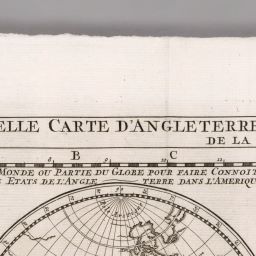 ELLE CARTE D'ANGLETERRE
DE LA
B C
MONDE OU PARTIE DU GLOBE POUR FAIRE CONNOIT
ETATS DE L'ANGLE TERRE DANS L'AMERIQU